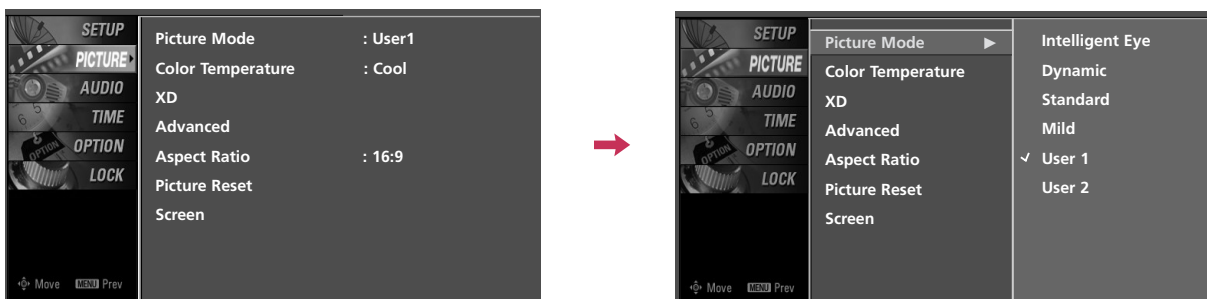 SETUP
PICTURE
AUDIO
TIME
OPTION
LOCK
Move MENU Prev
Picture Mode : User1
Color Temperature : Cool
XD
Advanced
Aspect Ratio : 16:9
Picture Reset
Screen
SETUP
PICTURE
AUDIO
TIME
OPTION
LOCK
Move MENU Prev
Picture Mode ►
Color Temperature
XD
Advanced
Aspect Ratio
Picture Reset
Screen
Intelligent Eye
Dynamic
Standard
Mild
✓ User 1
User 2